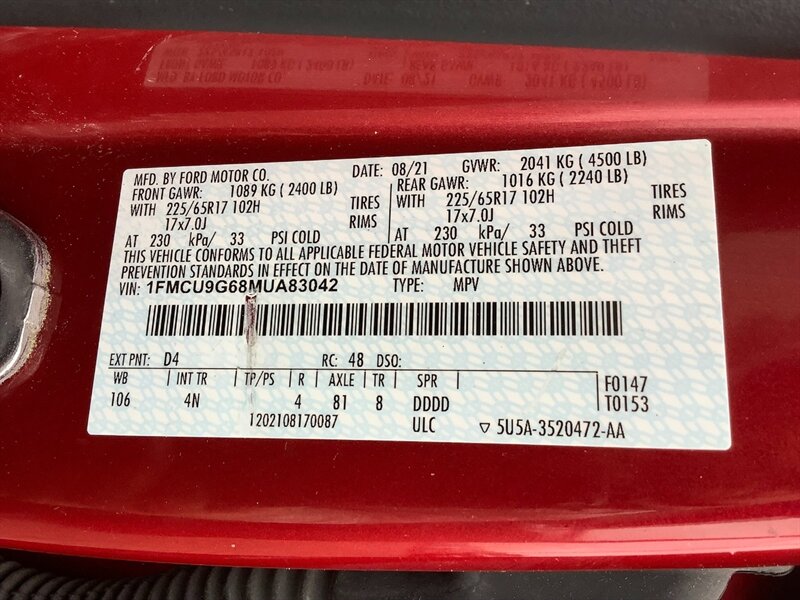 MFD. BY FORD MOTOR CO. DATE: 08/21 GVWR: 2041 KG ( 4500 LB)
FRONT GAWR: 1089 KG ( 2400 LB) REAR GAWR: 1016 KG ( 2240 LB)
WITH 225/65R17 102H TIRES WITH 225/65R17 102H TIRES
17x7.0J RIMS 17x7.0J RIMS
AT 230 kPa/ 33 PSI COLD AT 230 kPa/ 33 PSI COLD
THIS VEHICLE CONFORMS TO ALL APPLICABLE FEDERAL MOTOR VEHICLE SAFETY AND THEFT
PREVENTION STANDARDS IN EFFECT ON THE DATE OF MANUFACTURE SHOWN ABOVE.
VIN: 1FMCU9G68MUA83042 TYPE: MPV
EXT PNT: D4 RC: 48 DSO:
WB INT TR TP/PS R AXLE TR SPR F0147
106 4N 4 81 8 DDDD T0153
1202108170087 ULC ▽ 5U5A-3520472-AA